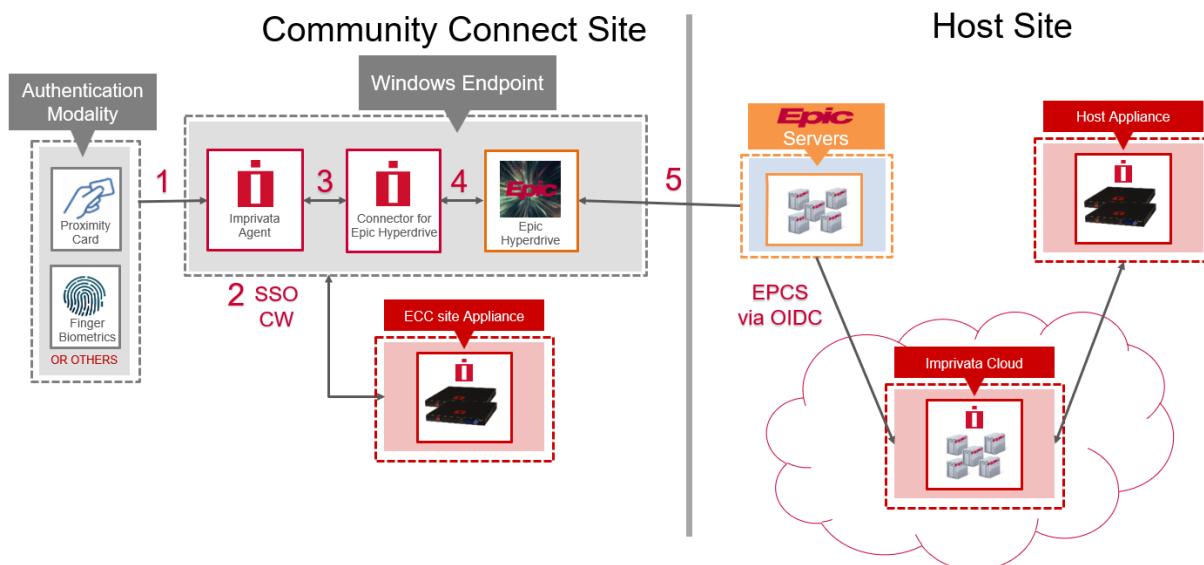 Community Connect Site
Host Site
Authentication
Modality
Windows Endpoint
Epic
Servers
Host Appliance
1
Proximity
Card
Finger
Biometrics
OR OTHERS
Imprivata
Agent
3
Connector for
Epic Hyperdrive
4
Epic
Epic
Hyperdrive
5
2 SSO
CW
ECC site Appliance
EPCS
via OIDC
Imprivata Cloud